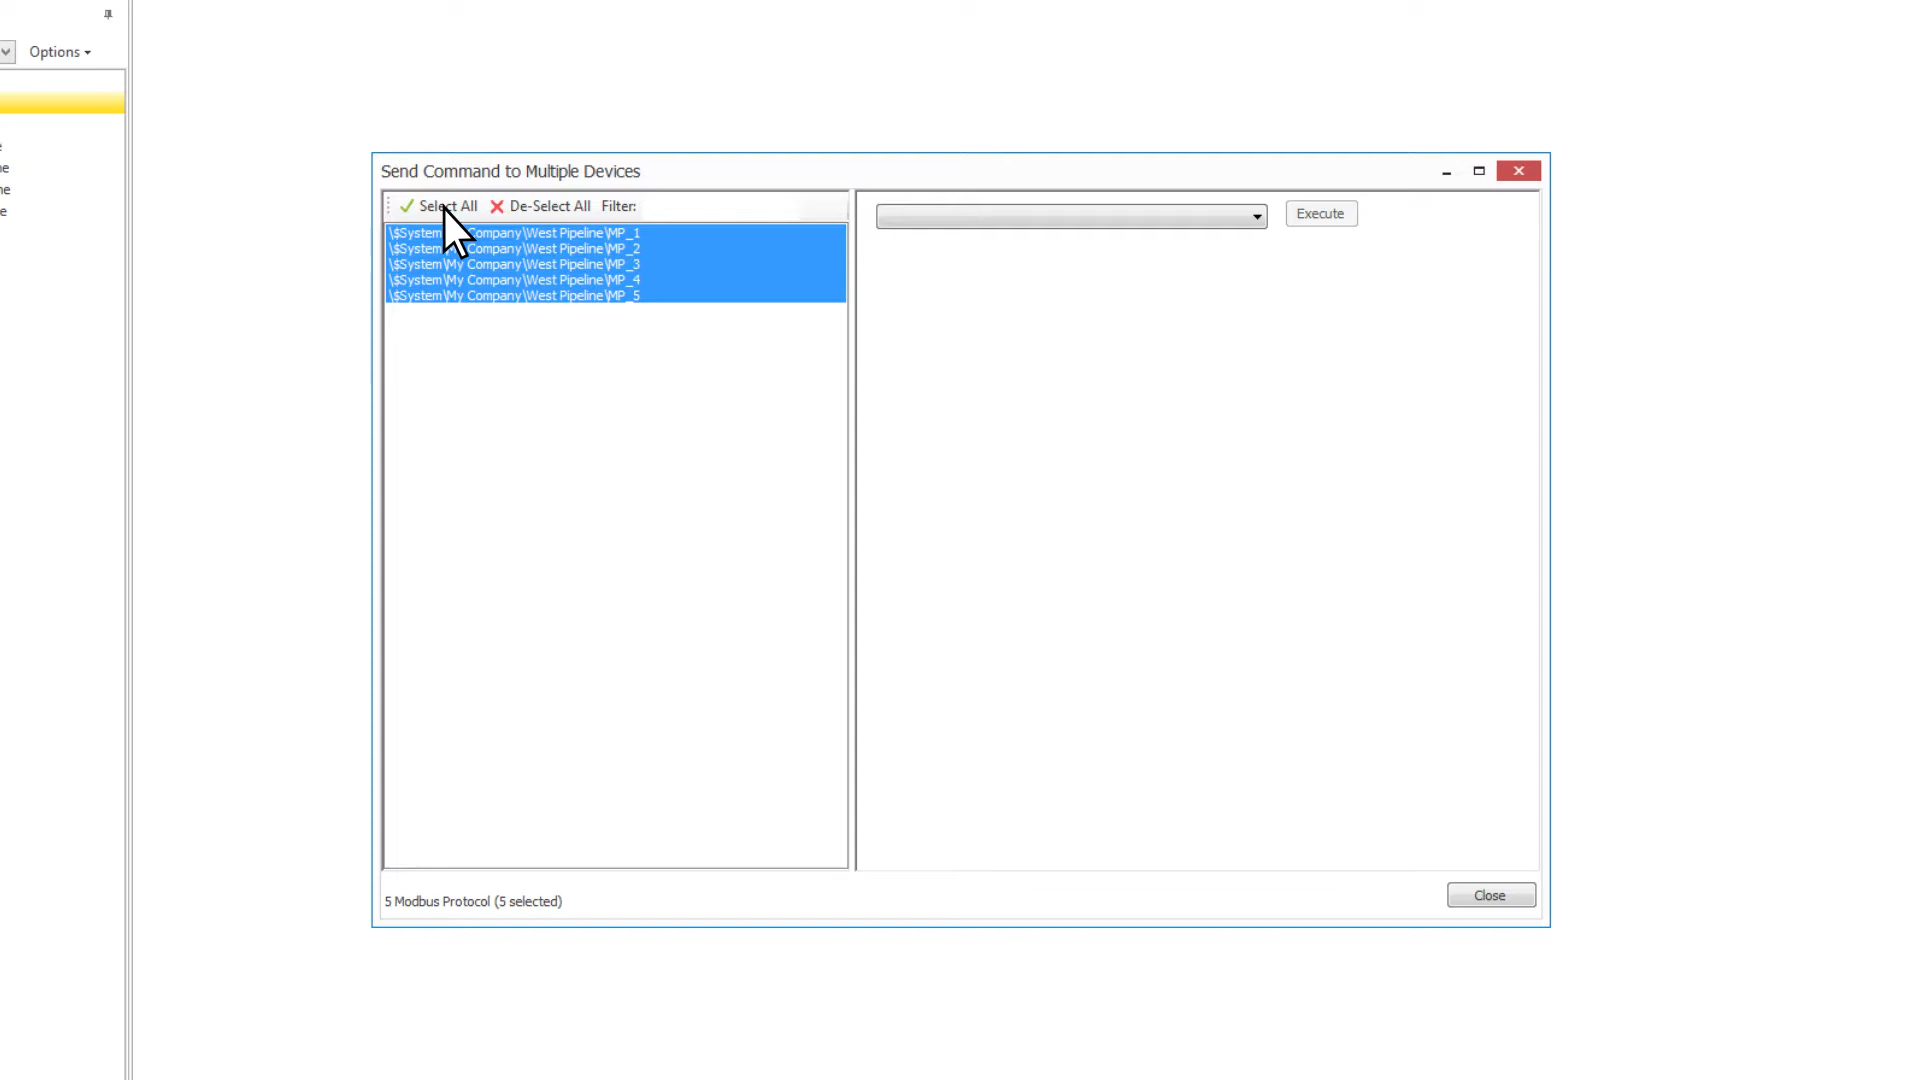 Options
e
ne
ne
e
Send Command to Multiple Devices
Select All De-Select All Filter:
Execute
\$System Company\West Pipeline\MP_1
\$System Company\West Pipeline\MP_2
\$System\My Company\West Pipeline\MP_3
\$System\My Company\West Pipeline\MP_4
\$System\My Company\West Pipeline\MP_5
5 Modbus Protocol (5 selected)
Close